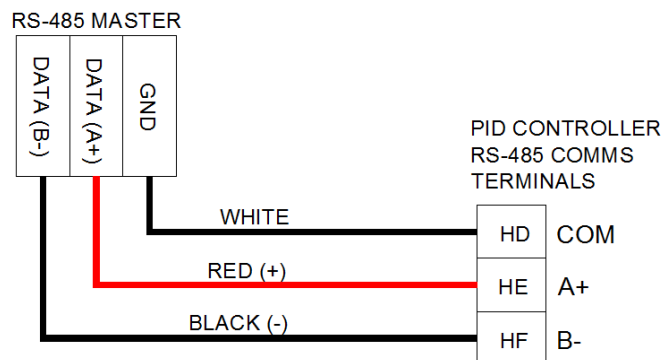 RS-485 MASTER
DATA (B-)
DATA (A+)
GND
PID CONTROLLER
RS-485 COMMS
TERMINALS
WHITE
HD COM
RED (+)
HE A+
BLACK (-)
HF B-